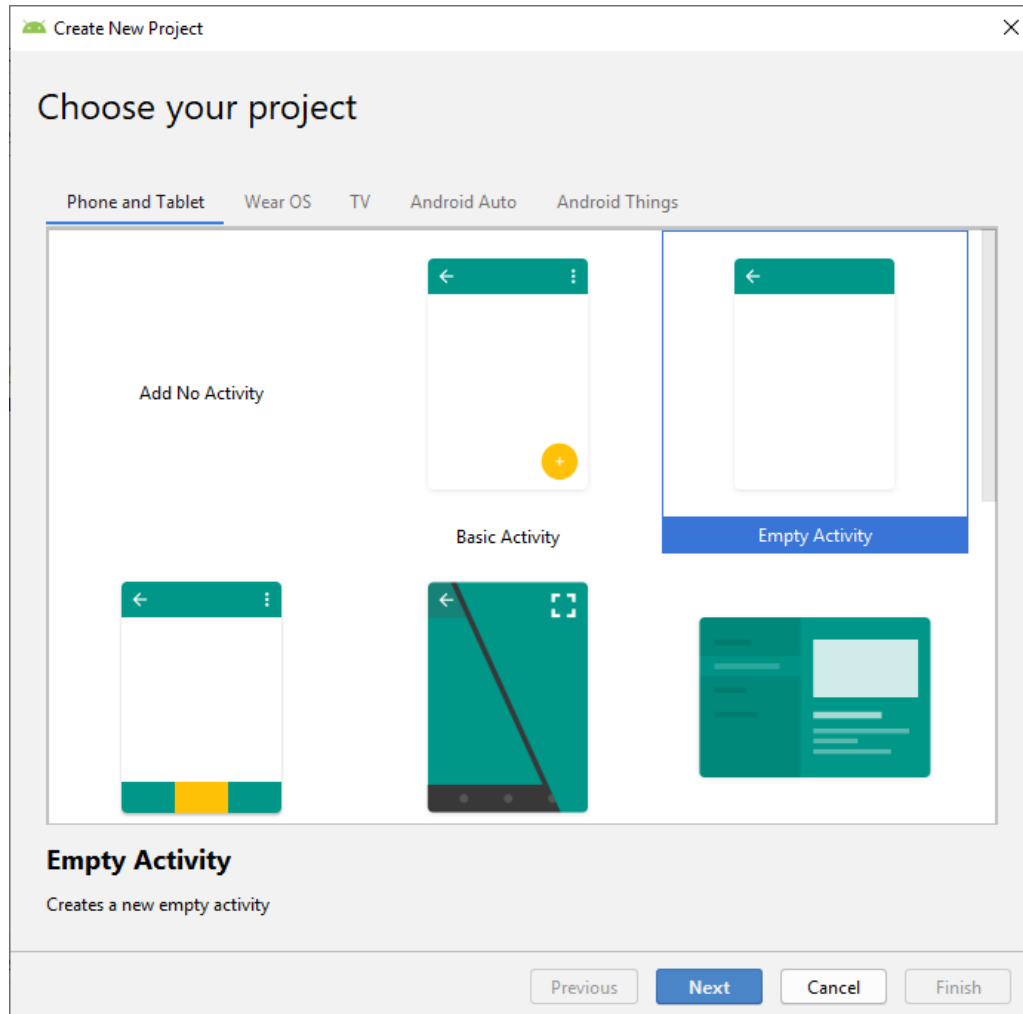 Create New Project
Choose your project
Phone and Tablet Wear OS TV Android Auto Android Things
Add No Activity
Basic Activity
Empty Activity
Empty Activity
Creates a new empty activity
Previous Next Cancel Finish